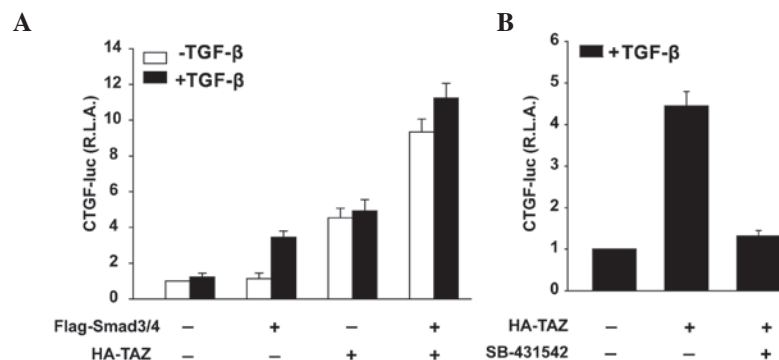 A
14
12
10
8
6
4
2
0
CTGF-luc (R.L.A.)
-TGF-β
+TGF-β
Flag-Smad3/4 – + – +
HA-TAZ – – + +
B
6
5
4
3
2
1
0
CTGF-luc (R.L.A.)
+TGF-β
HA-TAZ – + +
SB-431542 – – +